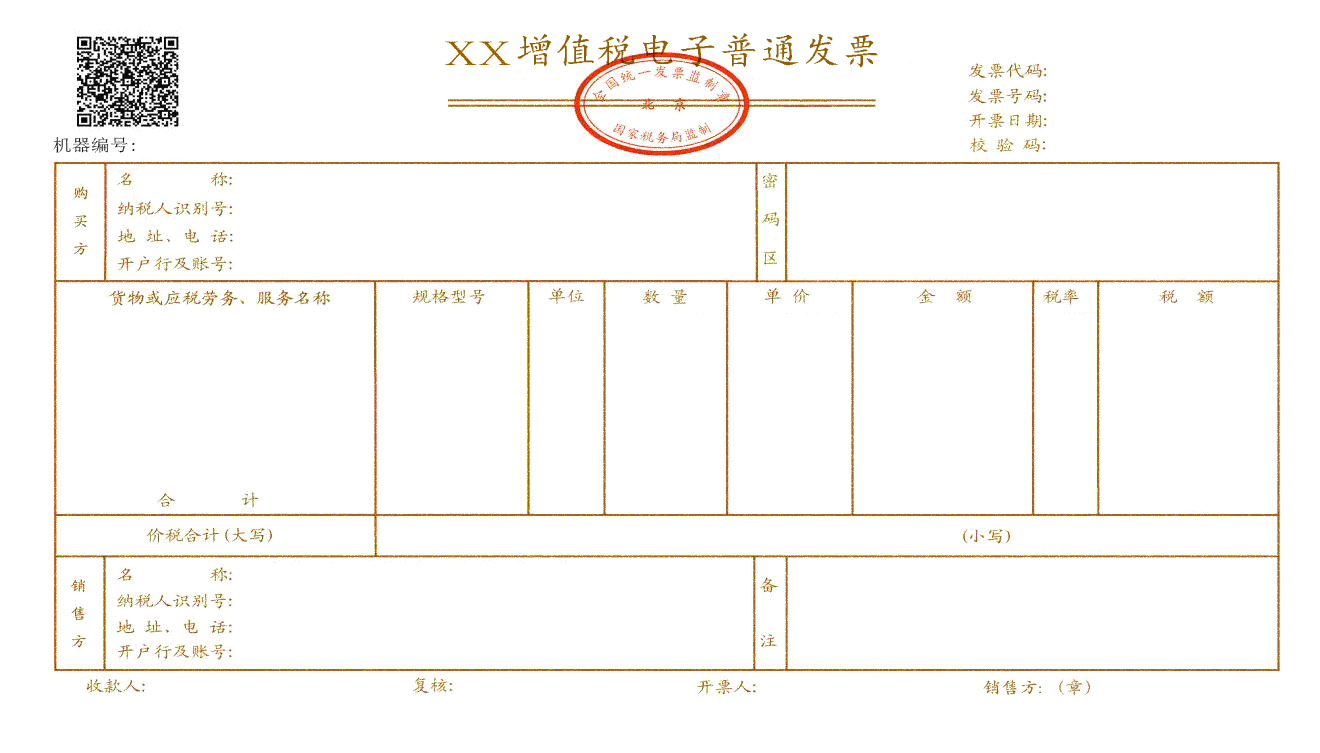 XX增值税电子普通发票
全国统一发票监制章
北 京
国家税务局监制
发票代码:
发票号码:
开票日期:
校 验 码:
机器编号:
购买方
名 称:
纳税人识别号:
地 址、电 话:
开户行及账号:
密码区
货物或应税劳务、服务名称 规格型号 单位 数 量 单 价 金 额 税率 税 额
合 计
价税合计(大写) (小写)
销售方
名 称:
纳税人识别号:
地 址、电 话:
开户行及账号:
备注
收款人: 复核: 开票人: 销售方:(章)